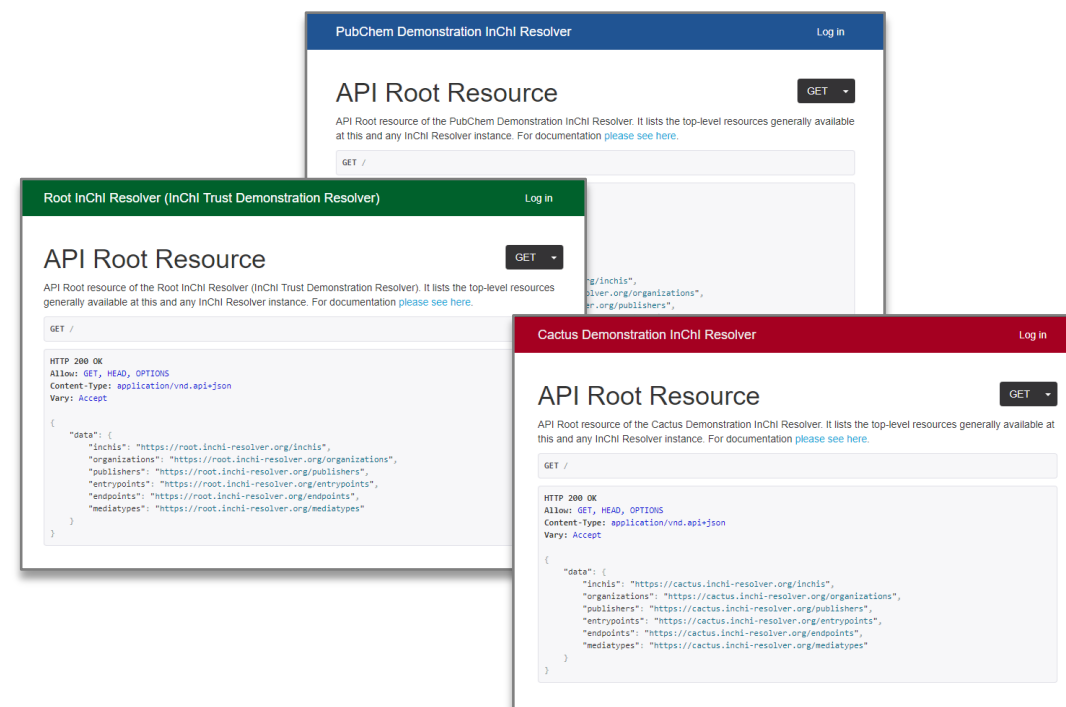 PubChem Demonstration InChI Resolver
Log in
API Root Resource
GET
API Root resource of the PubChem Demonstration InChI Resolver. It lists the top-level resources generally available
at this and any InChI Resolver instance. For documentation please see here.
GET /
/inchis",
/organizations",
.org/publishers",
Root InChI Resolver (InChI Trust Demonstration Resolver)
Log in
API Root Resource
GET
API Root resource of the Root InChI Resolver (InChI Trust Demonstration Resolver). It lists the top-level resources
generally available at this and any InChI Resolver instance. For documentation please see here.
GET /
HTTP 200 OK
Allow: GET, HEAD, OPTIONS
Content-Type: application/vnd.api+json
Vary: Accept
{
"data": {
"inchis": "https://root.inchi-resolver.org/inchis",
"organizations": "https://root.inchi-resolver.org/organizations",
"publishers": "https://root.inchi-resolver.org/publishers",
"entrypoints": "https://root.inchi-resolver.org/entrypoints",
"endpoints": "https://root.inchi-resolver.org/endpoints",
"mediatypes": "https://root.inchi-resolver.org/mediatypes"
}
}
Cactus Demonstration InChI Resolver
Log in
API Root Resource
GET
API Root resource of the Cactus Demonstration InChI Resolver. It lists the top-level resources generally available at
this and any InChI Resolver instance. For documentation please see here.
GET /
HTTP 200 OK
Allow: GET, HEAD, OPTIONS
Content-Type: application/vnd.api+json
Vary: Accept
{
"data": {
"inchis": "https://cactus.inchi-resolver.org/inchis",
"organizations": "https://cactus.inchi-resolver.org/organizations",
"publishers": "https://cactus.inchi-resolver.org/publishers",
"entrypoints": "https://cactus.inchi-resolver.org/entrypoints",
"endpoints": "https://cactus.inchi-resolver.org/endpoints",
"mediatypes": "https://cactus.inchi-resolver.org/mediatypes"
}
}